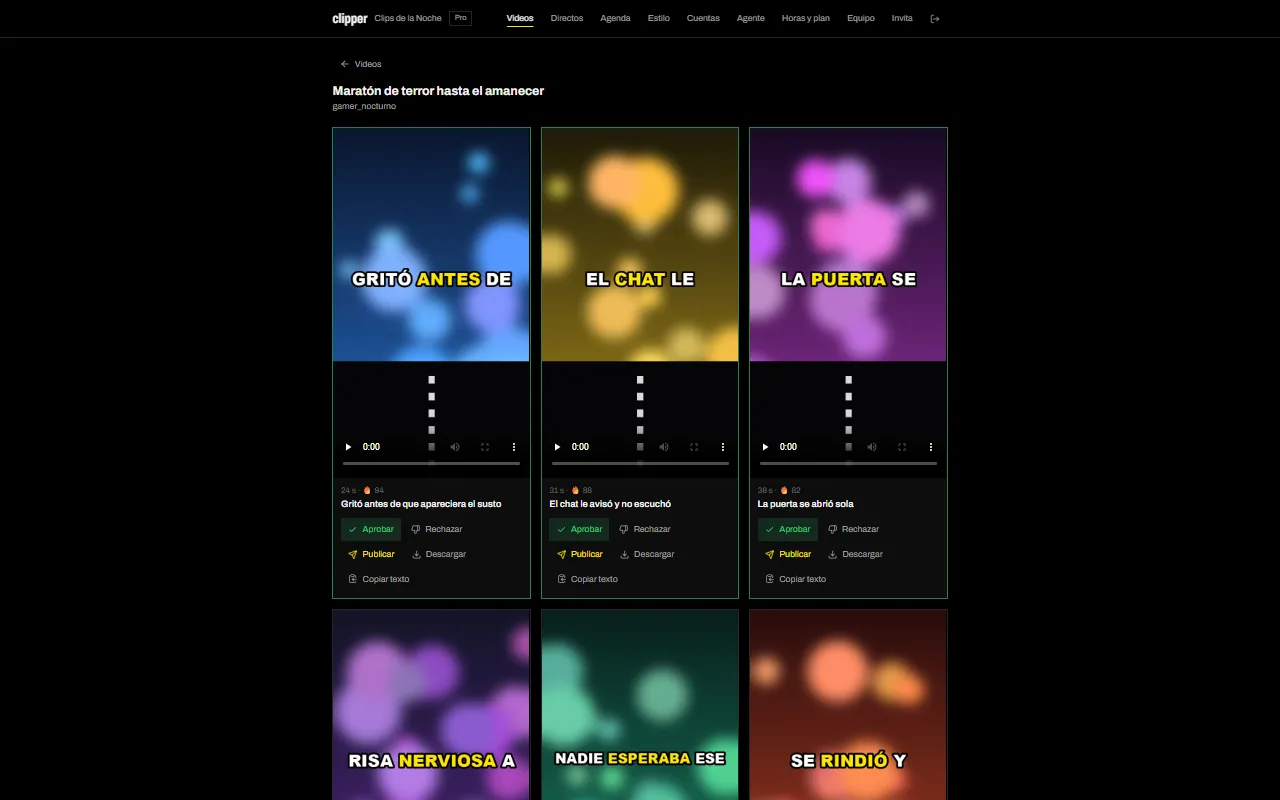 clipper Clips de la Noche Pro Videos Directos Agenda Estilo Cuentas Agente Horas y plan Equipo Invita
Videos
Maratón de terror hasta el amanecer
gamer_nocturno
GRITÓ ANTES DE
EL CHAT LE
LA PUERTA SE
0:00
0:00
0:00
24 s · 🔥 94
31 s · 🔥 88
38 s · 🔥 82
Gritó antes de que apareciera el susto
El chat le avisó y no escuchó
La puerta se abrió sola
Aprobar Rechazar
Aprobar Rechazar
Aprobar Rechazar
Publicar Descargar
Publicar Descargar
Publicar Descargar
Copiar texto
Copiar texto
Copiar texto
RISA NERVIOSA A
NADIE ESPERABA ESE
SE RINDIÓ Y